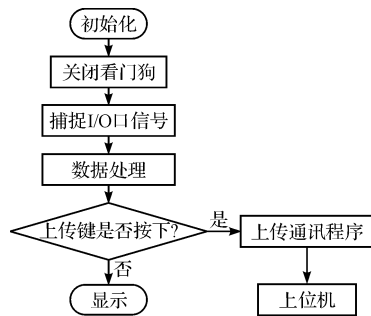 初始化
关闭看门狗
捕捉I/O口信号
数据处理
上传键是否按下?
是
上传通讯程序
否
显示
上位机